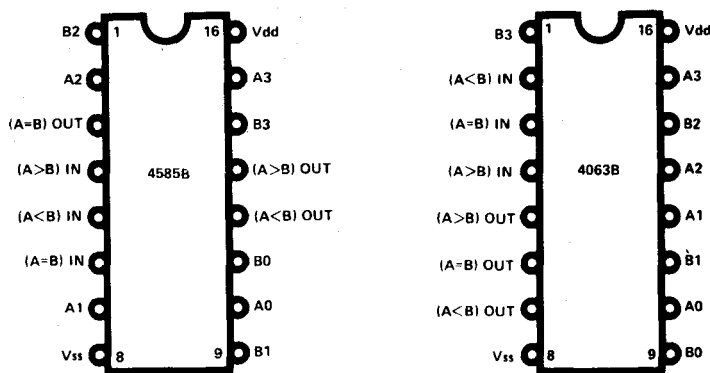 B2 1 16 Vdd
A2 A3
(A=B) OUT B3
(A>B) IN 4585B (A>B) OUT
(A<B) IN (A<B) OUT
(A=B) IN B0
A1 A0
Vss 8 9 B1
B3 1 16 Vdd
(A<B) IN A3
(A=B) IN B2
(A>B) IN 4063B A2
(A>B) OUT A1
(A=B) OUT B1
(A<B) OUT A0
Vss 8 9 B0